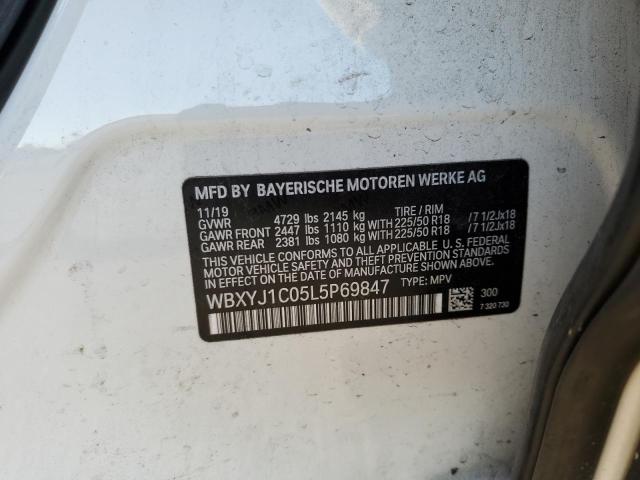 MFD BY BAYERISCHE MOTOREN WERKE AG
11/19 TIRE / RIM
GVWR 4729 lbs 2145 kg
GAWR FRONT 2447 lbs 1110 kg WITH 225/50 R18 /7 1/2Jx18
GAWR REAR 2381 lbs 1080 kg WITH 225/50 R18 /7 1/2Jx18
THIS VEHICLE CONFORMS TO ALL APPLICABLE U.S. FEDERAL
MOTOR VEHICLE SAFETY, BUMPER, AND THEFT PREVENTION STANDARDS
IN EFFECT ON THE DATE OF MANUFACTURE SHOWN ABOVE.
WBXYJ1C05L5P69847 TYPE: MPV
300
7 320 730